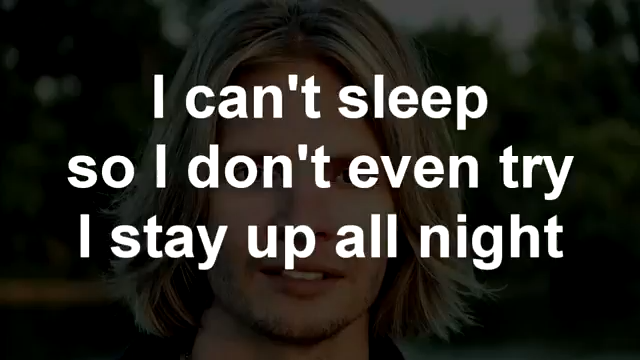 I can't sleep
so I don't even try
I stay up all night